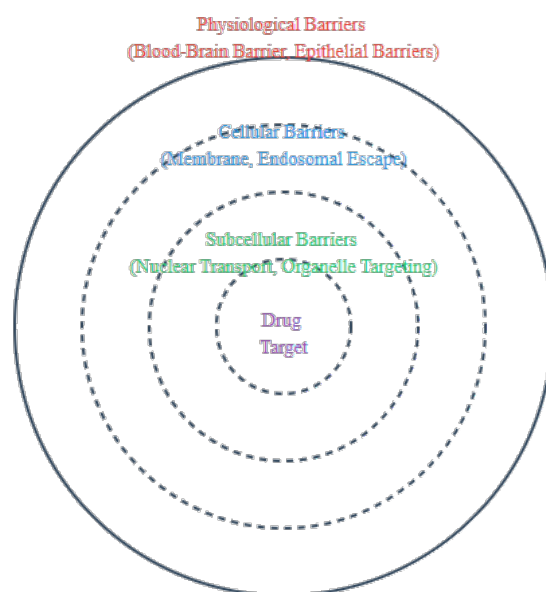 Physiological Barriers
(Blood-Brain Barrier, Epithelial Barriers)
Cellular Barriers
(Membrane, Endosomal Escape)
Subcellular Barriers
(Nuclear Transport, Organelle Targeting)
Drug
Target